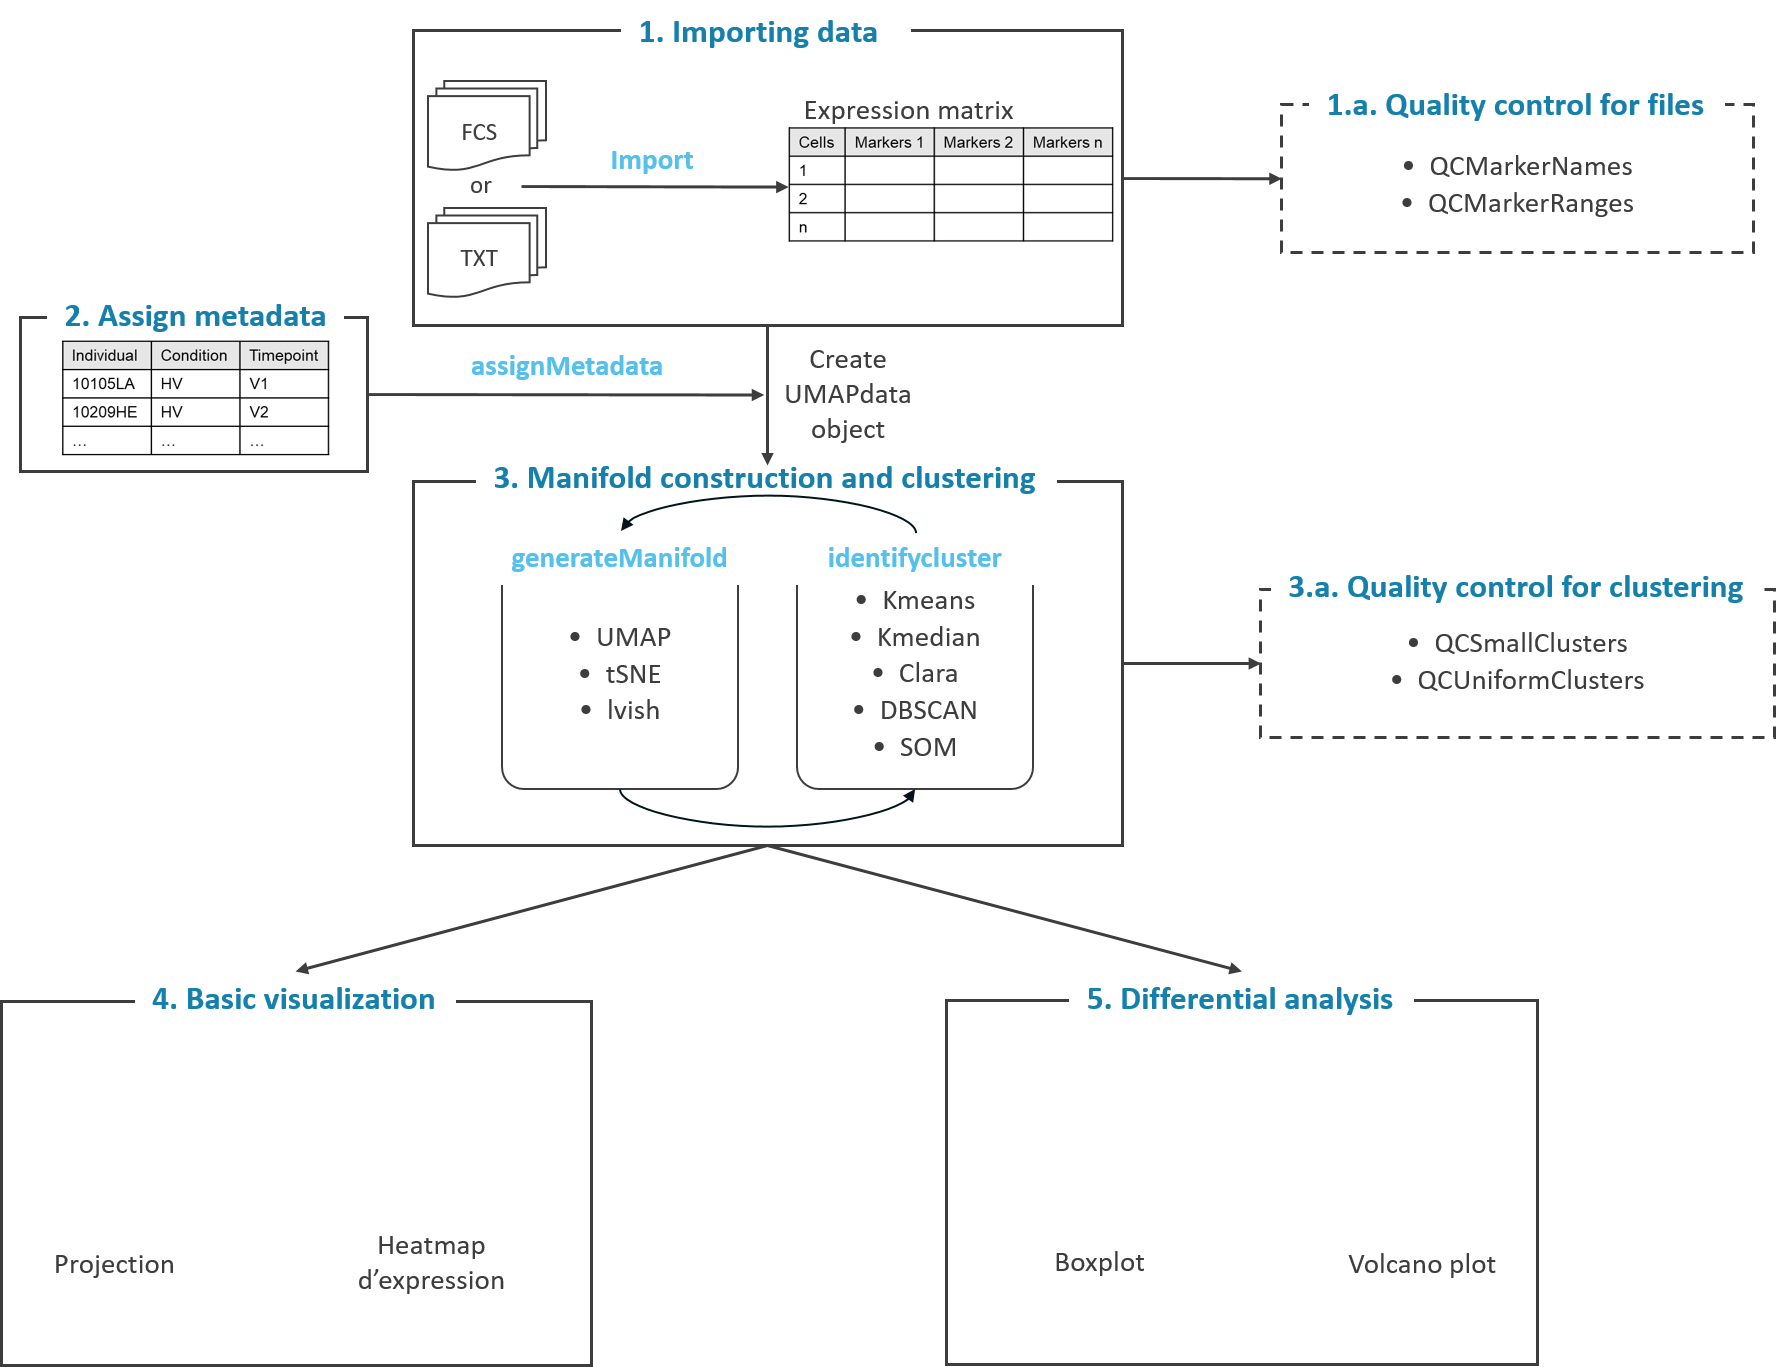 1. Importing data
FCS
or
TXT
Import
Expression matrix
Cells Markers 1 Markers 2 Markers n
1
2
n
1.a. Quality control for files
• QCMarkerNames
• QCMarkerRanges
2. Assign metadata
Individual Condition Timepoint
10105LA HV V1
10209HE HV V2
... ... ...
assignMetadata
Create
UMAPdata
object
3. Manifold construction and clustering
generateManifold
• UMAP
• tSNE
• lvish
identifycluster
• Kmeans
• Kmedian
• Clara
• DBSCAN
• SOM
3.a. Quality control for clustering
• QCSmallClusters
• QCUniformClusters
4. Basic visualization
Projection
Heatmap
d’expression
5. Differential analysis
Boxplot
Volcano plot